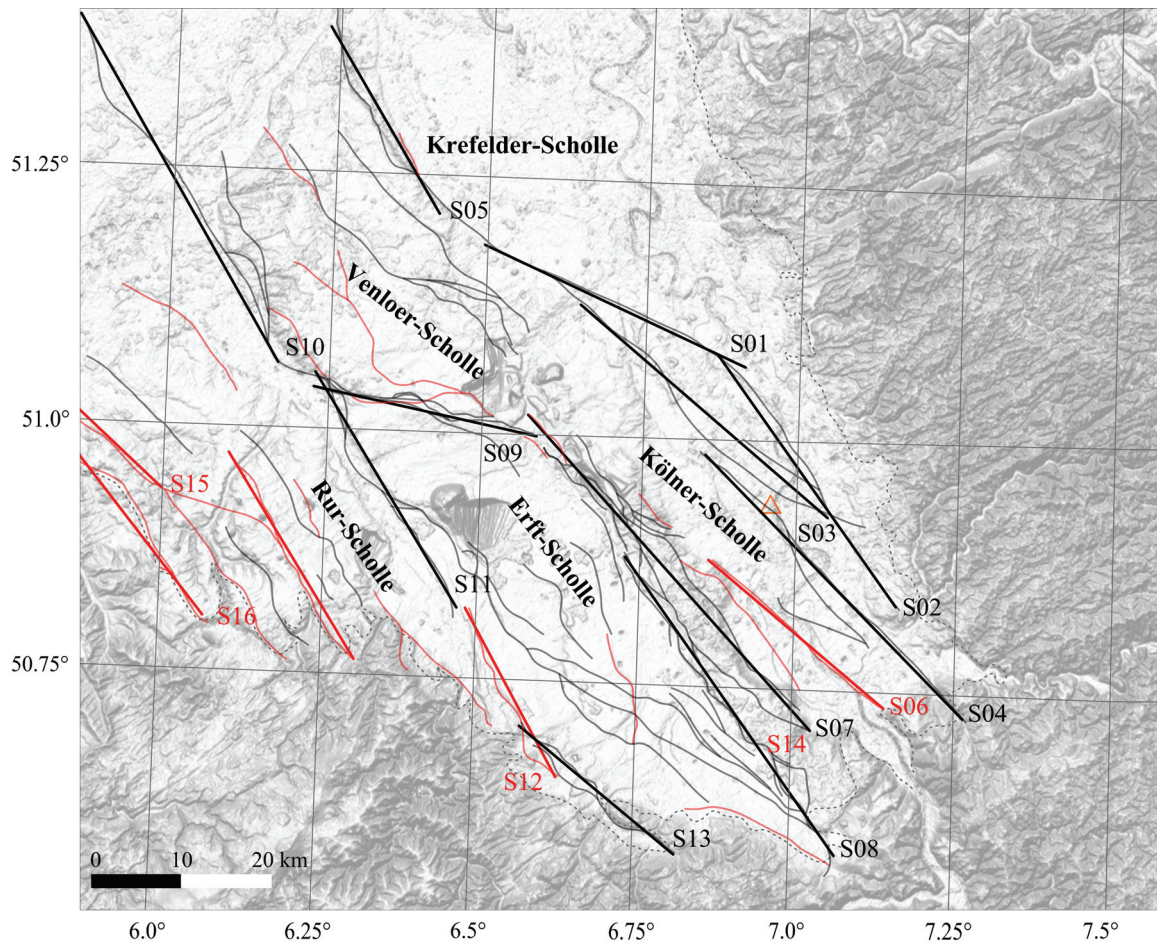 Krefelder-Scholle
51.25°
S05
Venloer-Scholle
S01
S10
51.0°
S09
Kölner-Scholle
S15
Rur-Scholle
Erft-Scholle
S03
S11
S02
S16
50.75°
S06
S04
S07
S14
S12
S13
S08
0 10 20 km
6.0° 6.25° 6.5° 6.75° 7.0° 7.25° 7.5°